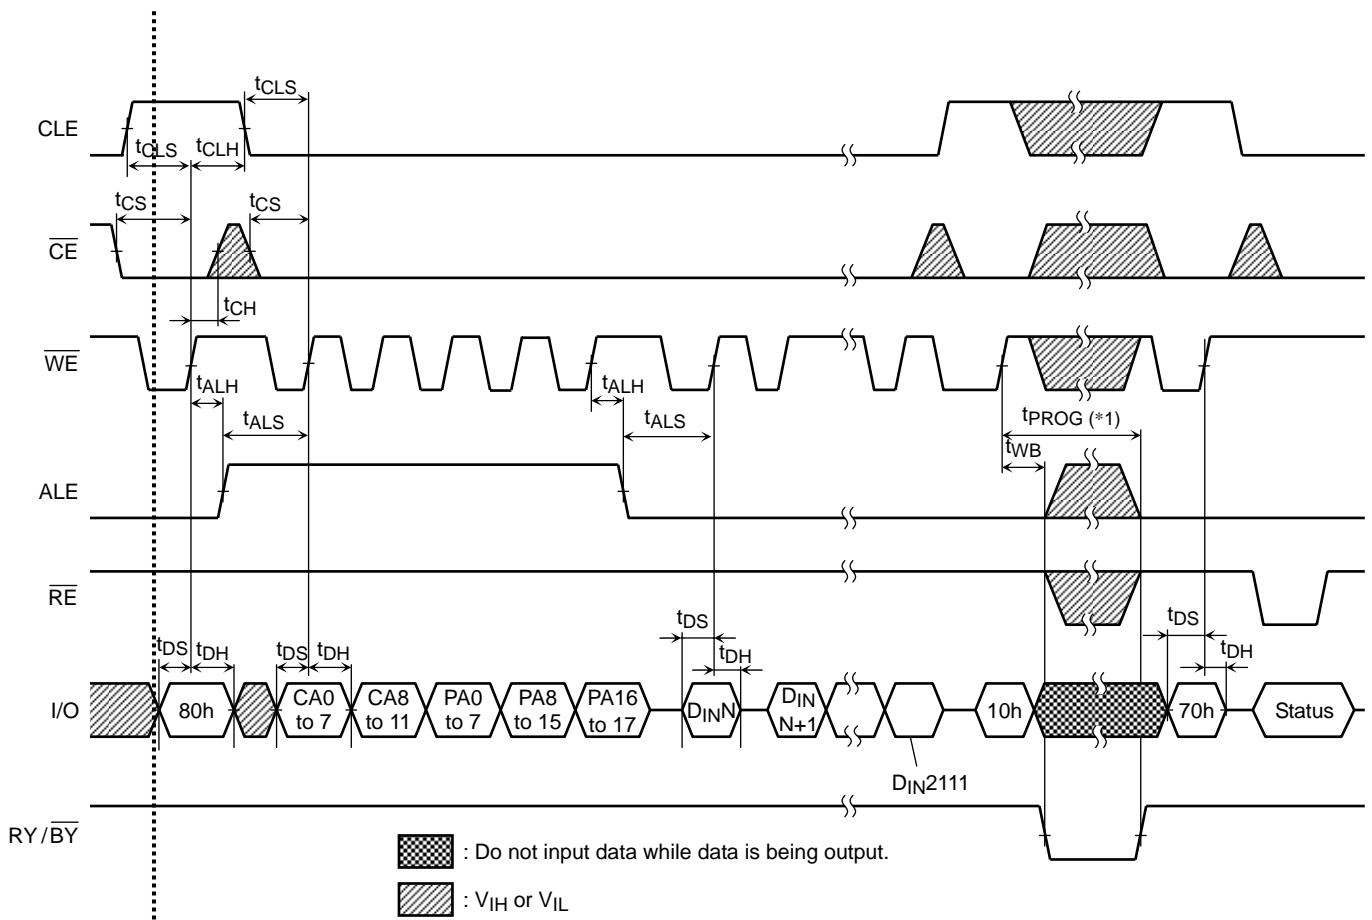 tCLS
CLE
tCLS tCLH
tCS tCS
CE
tCH
WE
tALH tALH
tALS tALS
tPROG (*1)
tWB
ALE
RE
tDS tDH tDS tDH tDS tDH tDS tDH
I/O
80h
CA0 to 7
CA8 to 11
PA0 to 7
PA8 to 15
PA16 to 17
DINN
DIN N+1
10h
70h
Status
DIN2111
RY/BY
: Do not input data while data is being output.
: VIH or VIL